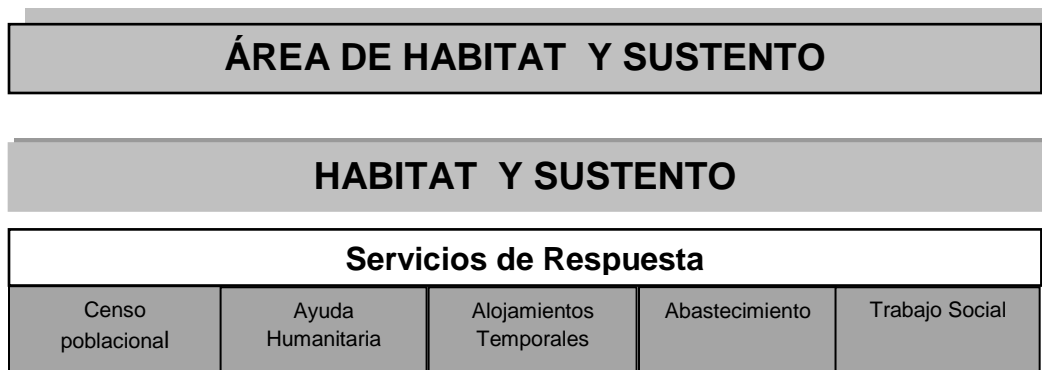 ÁREA DE HABITAT Y SUSTENTO
HABITAT Y SUSTENTO
Servicios de Respuesta
Censo
poblacional
Ayuda
Humanitaria
Alojamientos
Temporales
Abastecimiento
Trabajo Social